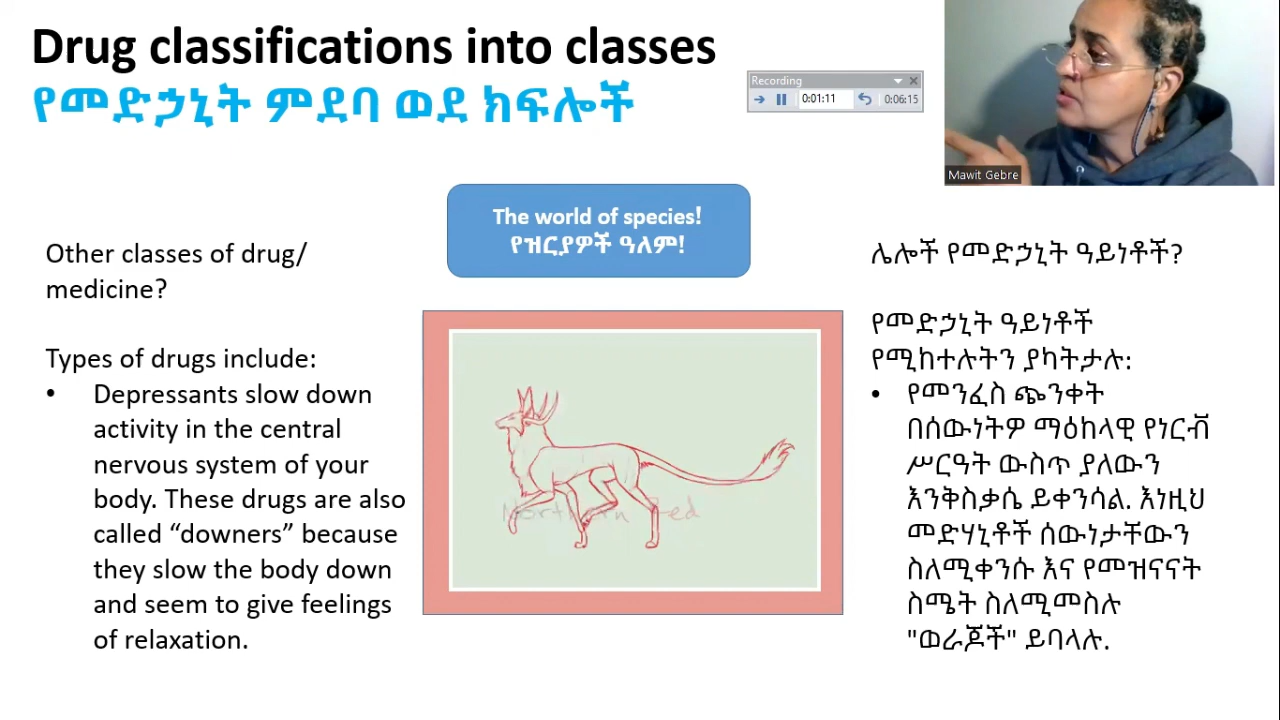 Drug classifications into classes
የመድኃኒት ምደባ ወደ ክፍሎች
Recording
0:01:11
0:06:15
Mawit Gebre
The world of species!
የዝርያዎች ዓለም!
Other classes of drug/
medicine?
Types of drugs include:
• Depressants slow down
activity in the central
nervous system of your
body. These drugs are also
called “downers” because
they slow the body down
and seem to give feelings
of relaxation.
Northern Red
ሌሎች የመድኃኒት ዓይነቶች?
የመድኃኒት ዓይነቶች
የሚከተሉትን ያካትታሉ:
• የመንፈስ ጭንቀት
በሰውነትዎ ማዕከላዊ የነርቭ
ሥርዓት ውስጥ ያለውን
እንቅስቃሴ ይቀንሳል. እነዚህ
መድሃኒቶች ሰውነታቸውን
ስለሚቀንሱ እና የመዝናናት
ስሜት ስለሚመስሉ
"ወራጆች" ይባላሉ.